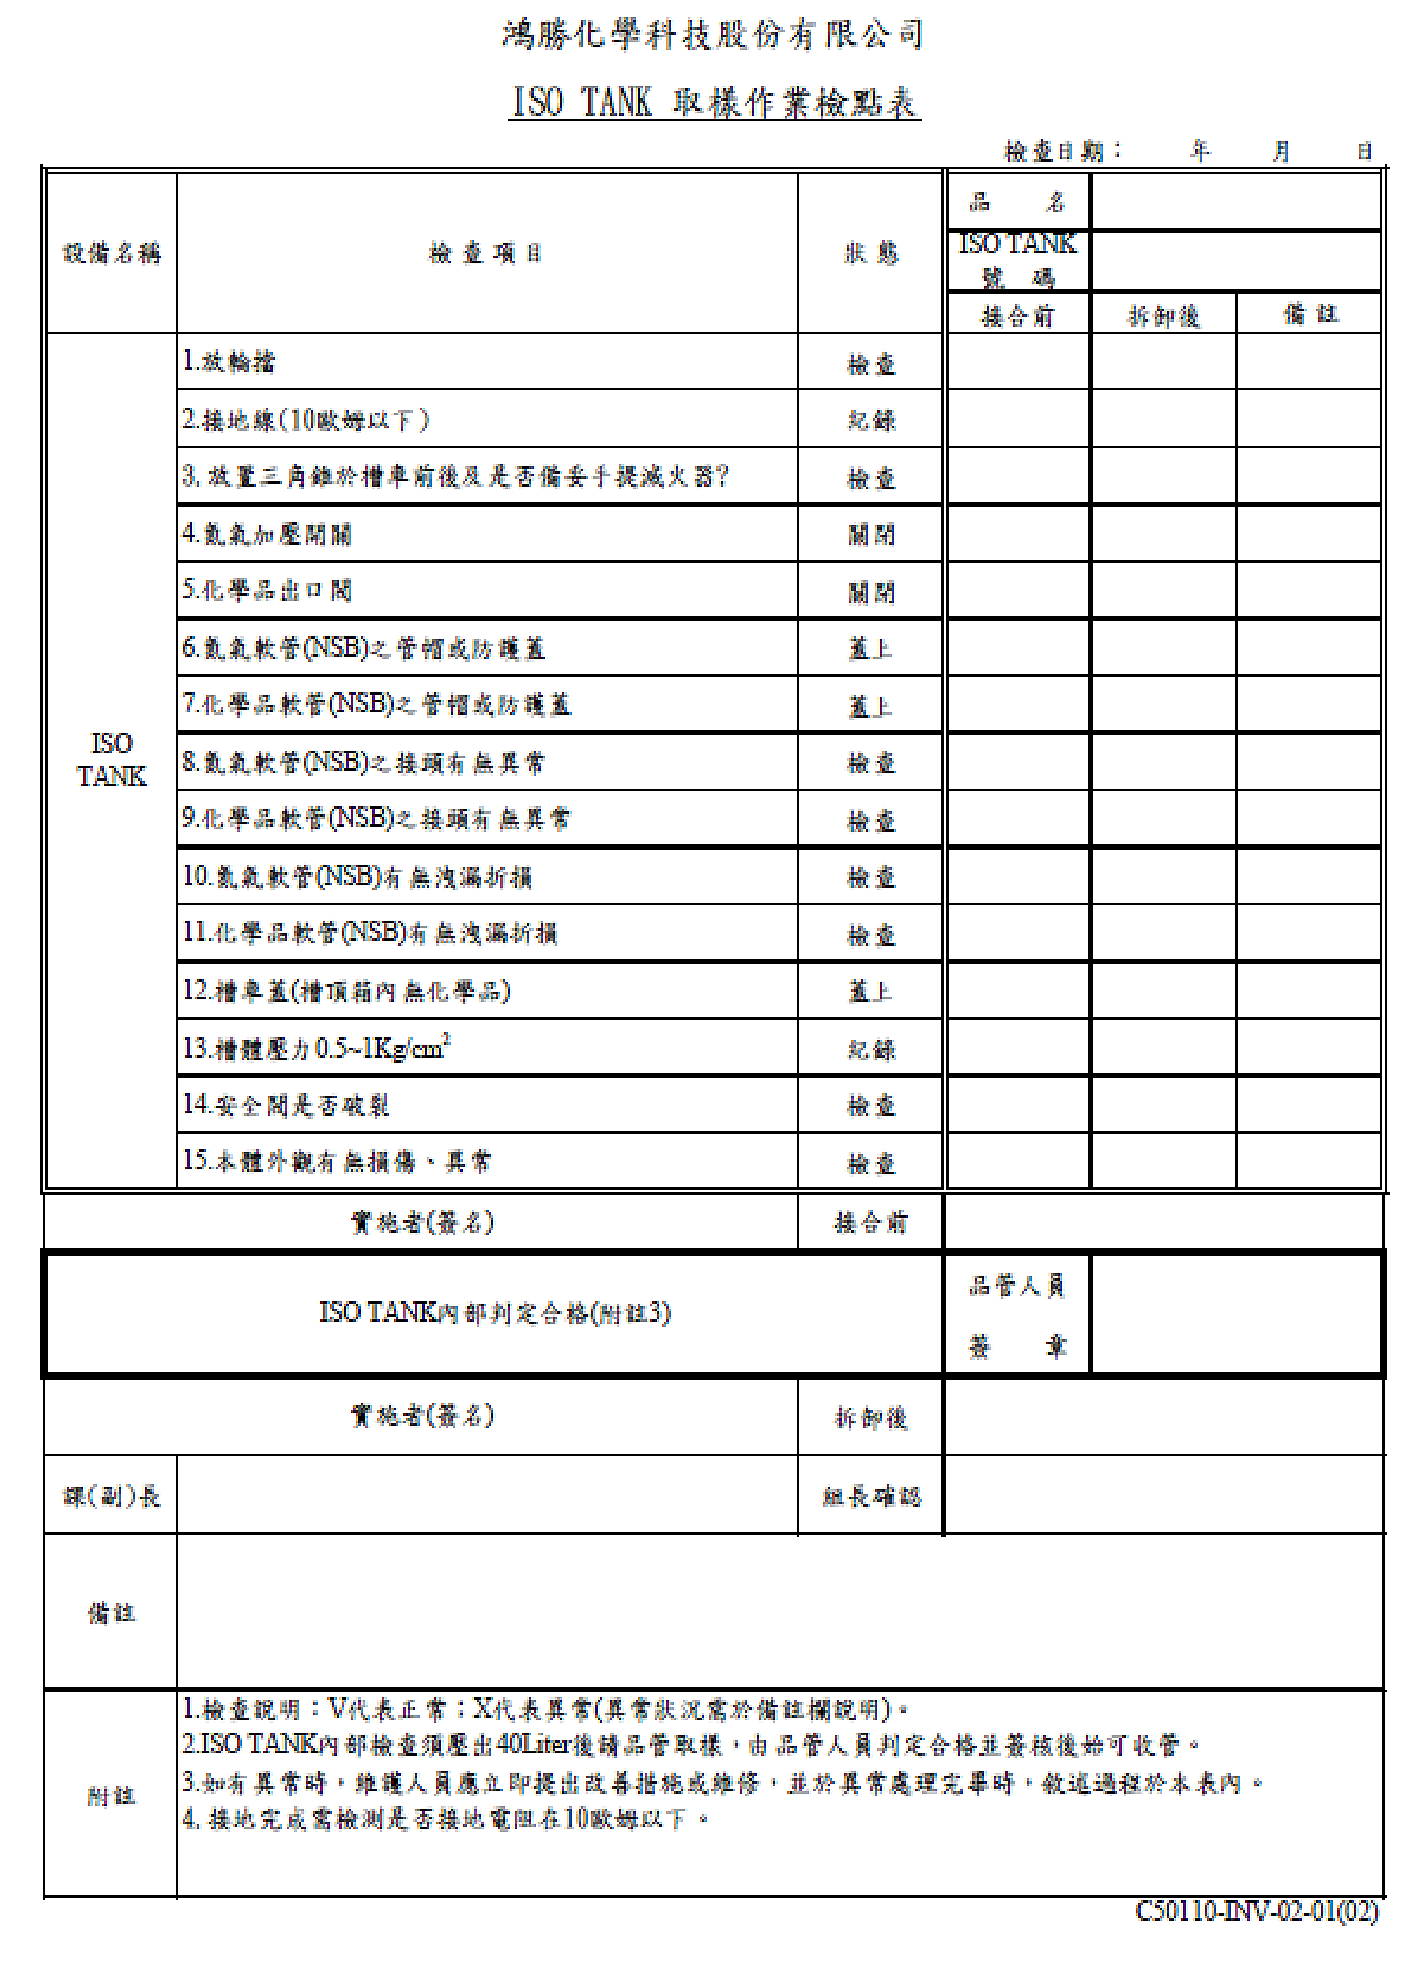 鴻勝化學科技股份有限公司
ISO TANK 取樣作業檢點表
檢查日期： 年 月 日
設備名稱 檢查項目 狀態 品 名
ISO TANK
號 碼
接合前 拆卸後 備註
ISO
TANK
1.放輪擋 檢查
2.接地線(10歐姆以下) 紀錄
3.放置三角錐於槽車前後及是否備妥手提滅火器? 檢查
4.氮氣加壓開關 關閉
5.化學品出口閥 關閉
6.氮氣軟管(NSB)之管帽或防護蓋 蓋上
7.化學品軟管(NSB)之管帽或防護蓋 蓋上
8.氮氣軟管(NSB)之接頭有無異常 檢查
9.化學品軟管(NSB)之接頭有無異常 檢查
10.氮氣軟管(NSB)有無洩漏折損 檢查
11.化學品軟管(NSB)有無洩漏折損 檢查
12.槽車蓋(槽頂箱內無化學品) 蓋上
13.槽體壓力0.5~1Kg/cm² 紀錄
14.安全閥是否破裂 檢查
15.本體外觀有無損傷、異常 檢查
實施者(簽名) 接合前
ISO TANK內部判定合格(附註3) 品管人員
簽 章
實施者(簽名) 拆卸後
課(副)長 組長確認
備註
附註
1.檢查說明：V代表正常；X代表異常(異常狀況需於備註欄說明)。
2.ISO TANK內部檢查須壓出40Liter後請品管取樣，由品管人員判定合格並簽核後始可收管。
3.如有異常時，維護人員應立即提出改善措施或維修，並於異常處理完畢時，敘述過程於本表內。
4.接地完成需檢測是否接地電阻在10歐姆以下。
C50110-INV-02-01(02)